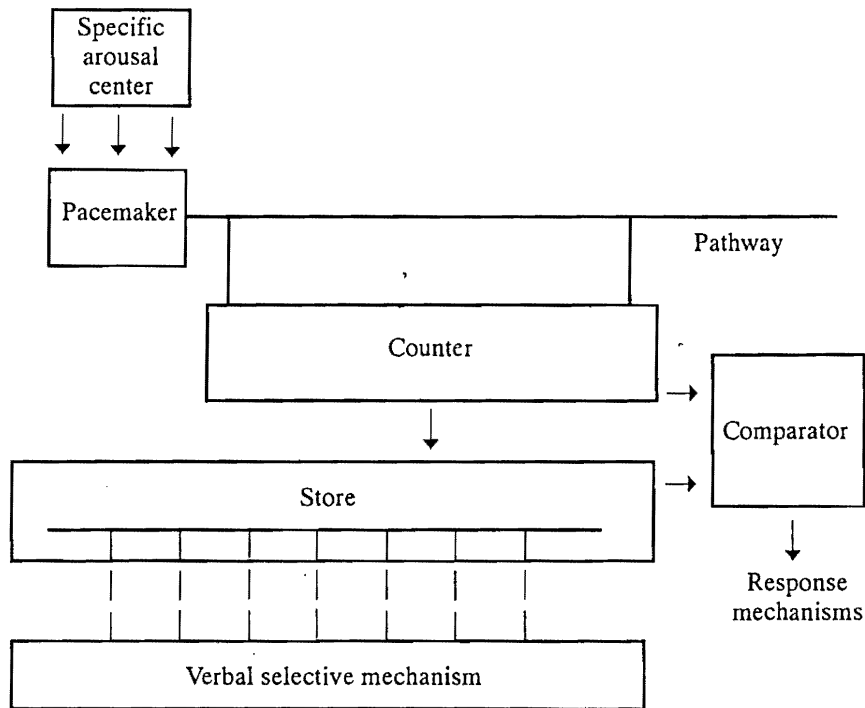 Specific
arousal
center
Pacemaker
Pathway
Counter
Comparator
Store
Response
mechanisms
Verbal selective mechanism